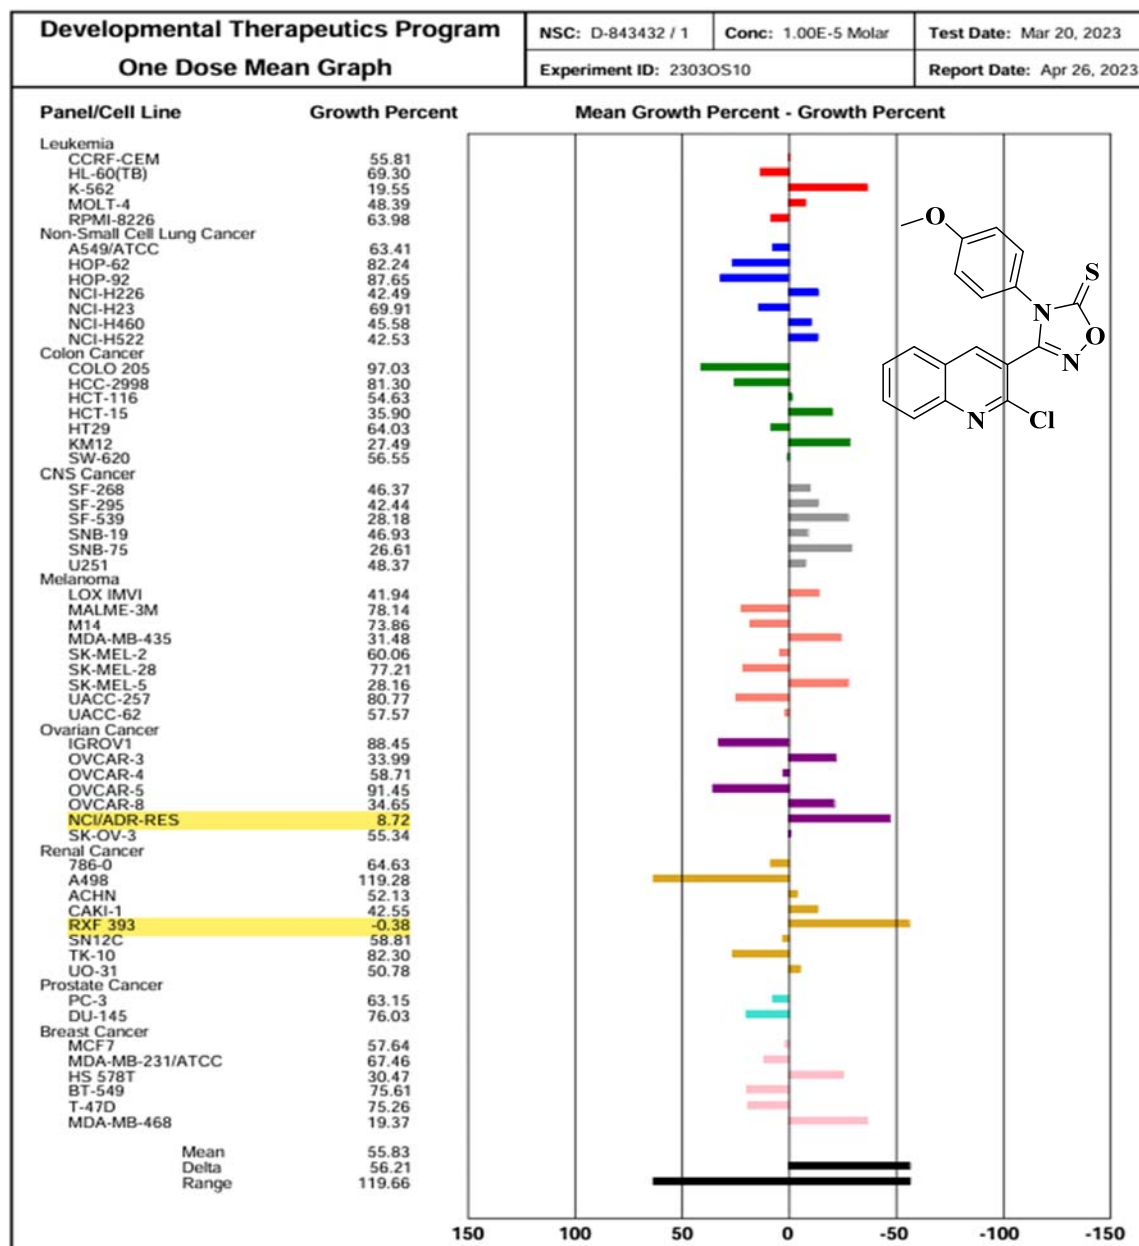 Developmental Therapeutics Program
One Dose Mean Graph
NSC: D-843432 / 1
Conc: 1.00E-5 Molar
Test Date: Mar 20, 2023
Experiment ID: 2303OS10
Report Date: Apr 26, 2023
Panel/Cell Line Growth Percent Mean Growth Percent - Growth Percent
Leukemia
CCRF-CEM 55.81
HL-60(TB) 69.30
K-562 19.55
MOLT-4 48.39
RPMI-8226 63.98
Non-Small Cell Lung Cancer
A549/ATCC 63.41
HOP-62 82.24
HOP-92 87.65
NCI-H226 42.49
NCI-H23 69.91
NCI-H460 45.58
NCI-H522 42.53
Colon Cancer
COLO 205 97.03
HCC-2998 81.30
HCT-116 54.63
HCT-15 35.90
HT29 64.03
KM12 27.49
SW-620 56.55
CNS Cancer
SF-268 46.37
SF-295 42.44
SF-539 28.18
SNB-19 46.93
SNB-75 26.61
U251 48.37
Melanoma
LOX IMVI 41.94
MALME-3M 78.14
M14 73.86
MDA-MB-435 31.48
SK-MEL-2 60.06
SK-MEL-28 77.21
SK-MEL-5 28.16
UACC-257 80.77
UACC-62 57.57
Ovarian Cancer
IGROV1 88.45
OVCAR-3 33.99
OVCAR-4 58.71
OVCAR-5 91.45
OVCAR-8 34.65
NCI/ADR-RES 8.72
SK-OV-3 55.34
Renal Cancer
786-0 64.63
A498 119.28
ACHN 52.13
CAKI-1 42.55
RXF 393 -0.38
SN12C 58.81
TK-10 82.30
UO-31 50.78
Prostate Cancer
PC-3 63.15
DU-145 76.03
Breast Cancer
MCF7 57.64
MDA-MB-231/ATCC 67.46
HS 578T 30.47
BT-549 75.61
T-47D 75.26
MDA-MB-468 19.37
Mean 55.83
Delta 56.21
Range 119.66
150 100 50 0 -50 -100 -150
O
S
N
O
N
N
Cl